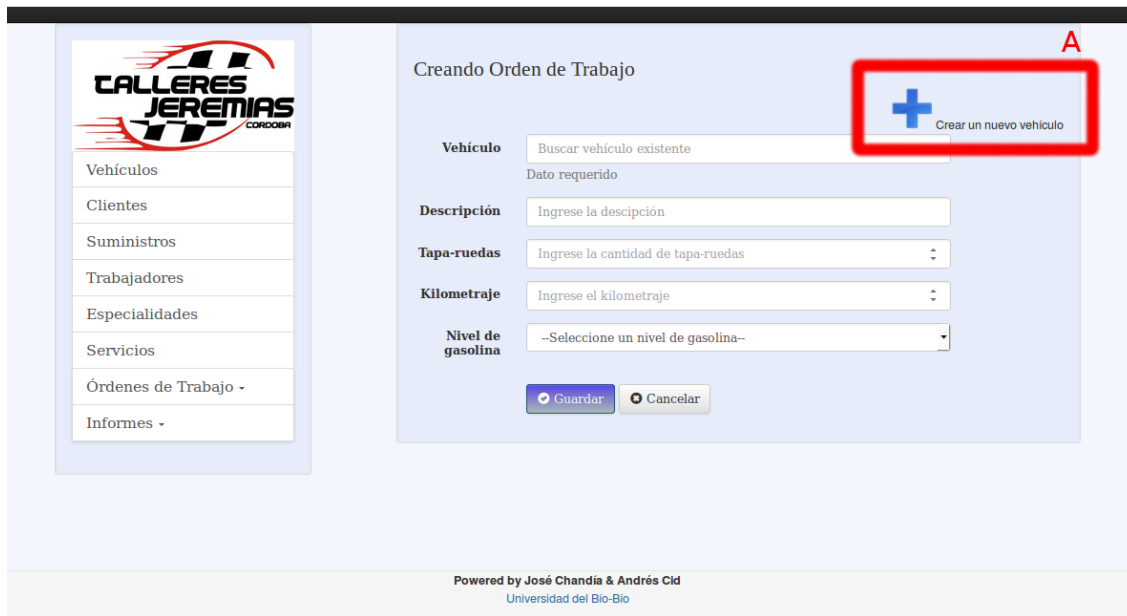 TALLERES
JEREMIAS
CORDOBA
Vehículos
Clientes
Suministros
Trabajadores
Especialidades
Servicios
Órdenes de Trabajo
Informes
A
Creando Orden de Trabajo
Crear un nuevo vehículo
Vehículo Buscar vehículo existente
Dato requerido
Descripción Ingrese la descipción
Tapa-ruedas Ingrese la cantidad de tapa-ruedas
Kilometraje Ingrese el kilometraje
Nivel de
gasolina --Seleccione un nivel de gasolina--
Guardar Cancelar
Powered by José Chandía & Andrés Cid
Universidad del Bio-Bio